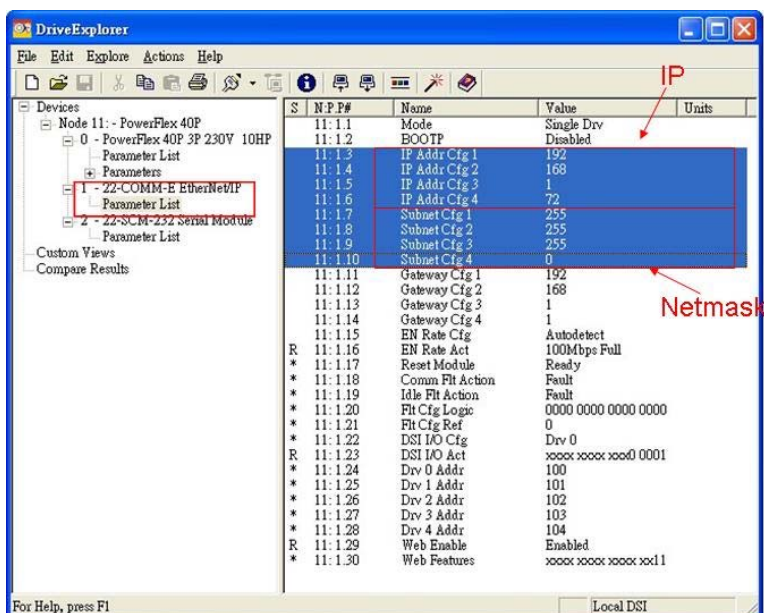 DriveExplorer
File Edit Explore Actions Help
IP
Devices
Node 11: - PowerFlex 40P
0 - PowerFlex 40P 3P 230V 10HP
Parameter List
Parameters
1 - 22-COMM-E EtherNet/IP
Parameter List
2 - 22-SCM-232 Serial Module
Parameter List
Custom Views
Compare Results
S N:P.P# Name Value Units
11: 1.1 Mode Single Drv
11: 1.2 BOOTP Disabled
11: 1.3 IP Addr Cfg 1 192
11: 1.4 IP Addr Cfg 2 168
11: 1.5 IP Addr Cfg 3 1
11: 1.6 IP Addr Cfg 4 72
11: 1.7 Subnet Cfg 1 255
11: 1.8 Subnet Cfg 2 255
11: 1.9 Subnet Cfg 3 255
11: 1.10 Subnet Cfg 4 0
11: 1.11 Gateway Cfg 1 192
11: 1.12 Gateway Cfg 2 168
11: 1.13 Gateway Cfg 3 1
11: 1.14 Gateway Cfg 4 1
11: 1.15 EN Rate Cfg Autodetect
R 11: 1.16 EN Rate Act 100Mbps Full
* 11: 1.17 Reset Module Ready
* 11: 1.18 Comm Flt Action Fault
* 11: 1.19 Idle Flt Action Fault
* 11: 1.20 Flt Cfg Logic 0000 0000 0000 0000
* 11: 1.21 Flt Cfg Ref 0
* 11: 1.22 DSI I/O Cfg Drv 0
R 11: 1.23 DSI I/O Act xxxx xxxx xxx0 0001
* 11: 1.24 Drv 0 Addr 100
* 11: 1.25 Drv 1 Addr 101
* 11: 1.26 Drv 2 Addr 102
* 11: 1.27 Drv 3 Addr 103
* 11: 1.28 Drv 4 Addr 104
R 11: 1.29 Web Enable Enabled
* 11: 1.30 Web Features xxxx xxxx xxxx xx11
Netmask
For Help, press F1
Local DSI